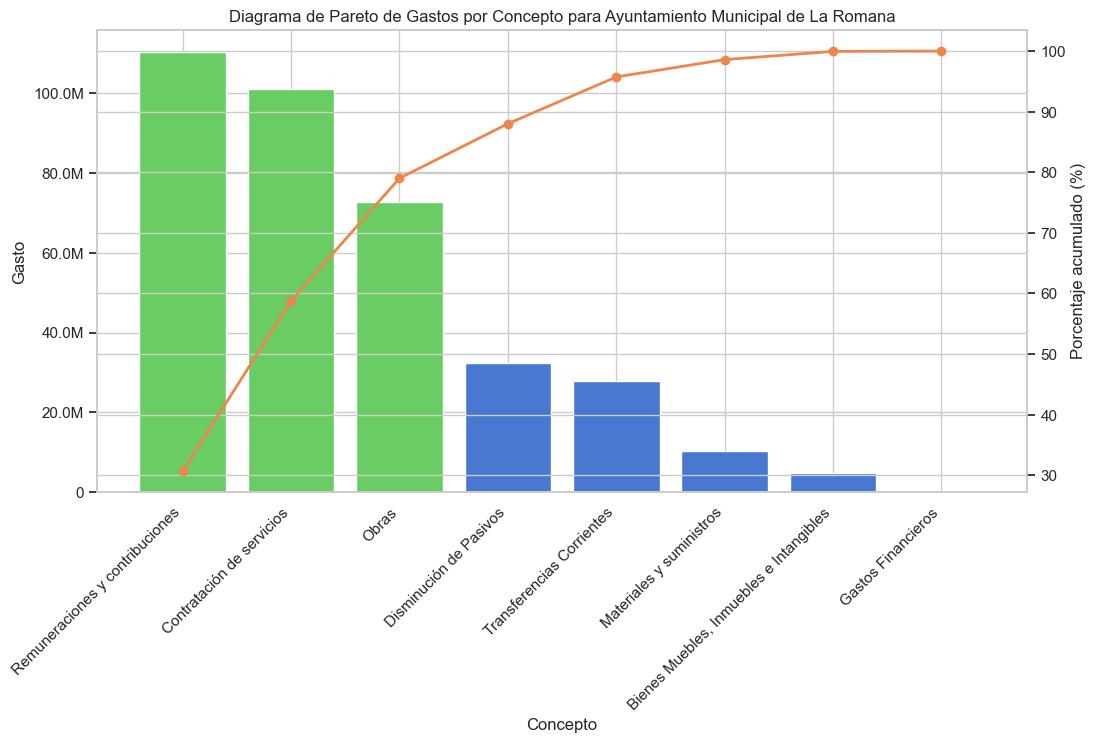 Diagrama de Pareto de Gastos por Concepto para Ayuntamiento Municipal de La Romana
Gasto
100.0M
80.0M
60.0M
40.0M
20.0M
0
100
90
80
70
60
50
40
30
Porcentaje acumulado (%)
Remuneraciones y contribuciones
Contratación de servicios
Obras
Disminución de Pasivos
Transferencias Corrientes
Materiales y suministros
Bienes Muebles, Inmuebles e Intangibles
Gastos Financieros
Concepto